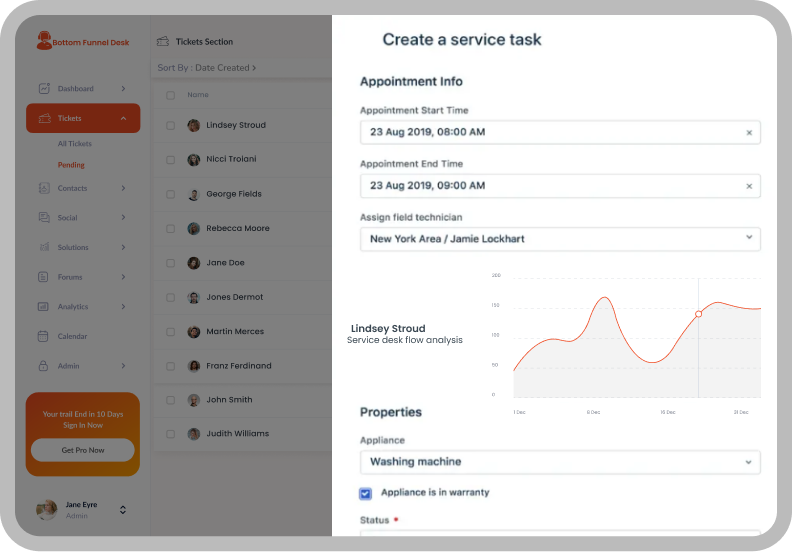 Bottom Funnel Desk
Dashboard
Tickets
All Tickets
Pending
Contacts
Social
Solutions
Forums
Analytics
Calendar
Admin
Your trail End in 10 Days
Sign In Now
Get Pro Now
Jane Eyre
Admin
Tickets Section
Sort By : Date Created >
Name
Lindsey Stroud
Nicci Troiani
George Fields
Rebecca Moore
Jane Doe
Jones Dermot
Martin Merces
Franz Ferdinand
John Smith
Judith Williams
Create a service task
Appointment Info
Appointment Start Time
23 Aug 2019, 08:00 AM ×
Appointment End Time
23 Aug 2019, 09:00 AM ×
Assign field technician
New York Area / Jamie Lockhart
Lindsey Stroud
Service desk flow analysis
200
150
100
50
0
1 Dec 8 Dec 15 Dec 21 Dec
Properties
Appliance
Washing machine
Appliance is in warranty
Status *